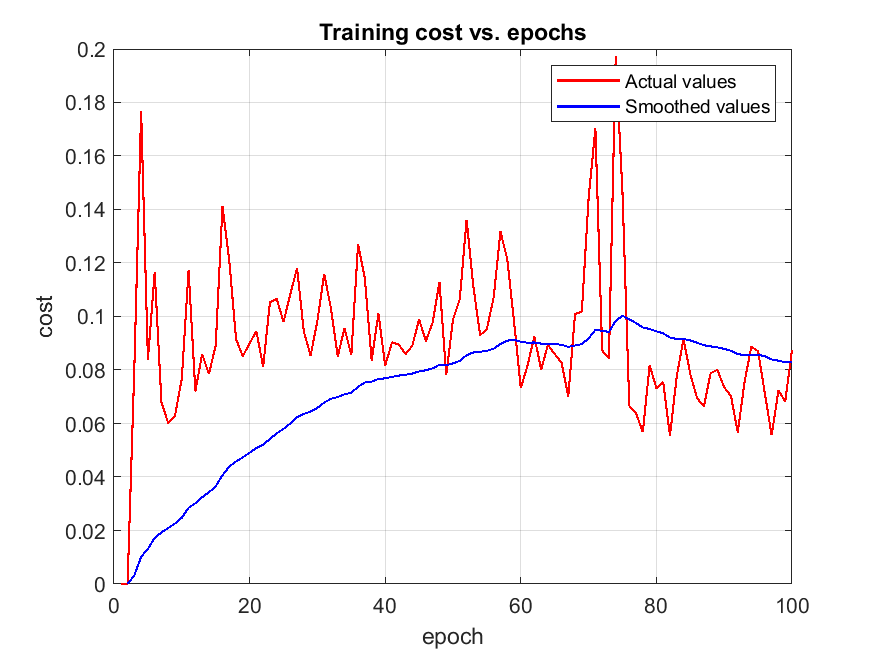 Training cost vs. epochs
Actual values
Smoothed values
0.2
0.18
0.16
0.14
0.12
0.1
0.08
0.06
0.04
0.02
0
cost
0 20 40 60 80 100
epoch